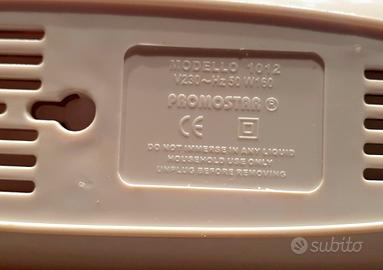 MODELLO 1012
V230~Hz 50 W160
PROMOSTAR ®
CE
DO NOT IMMERSE IN ANY LIQUID
HOUSEHOLD USE ONLY
UNPLUG BEFORE REMOVING
subito